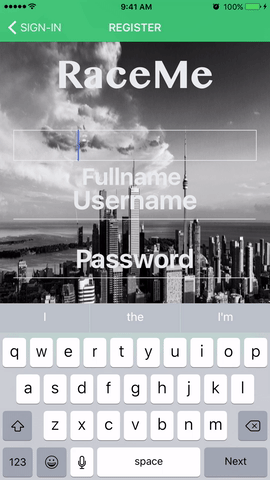 9:41 AM 100%
SIGN-IN REGISTER
RaceMe
Fullname
Username
Password
I the I'm
q w e r t y u i o p
a s d f g h j k l
z x c v b n m
123 space Next